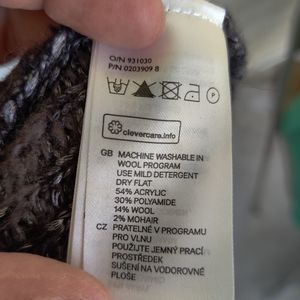 O/N 931030
P/N 0203909 8
P
clevercare.info
GB MACHINE WASHABLE IN
WOOL PROGRAM
USE MILD DETERGENT
DRY FLAT
54% ACRYLIC
30% POLYAMIDE
14% WOOL
2% MOHAIR
CZ PRATELNÉ V PROGRAMU
PRO VLNU
POUŽIJTE JEMNÝ PRACÍ
PROSTŘEDEK
SUŠENÍ NA VODOROVNÉ
PLOŠE